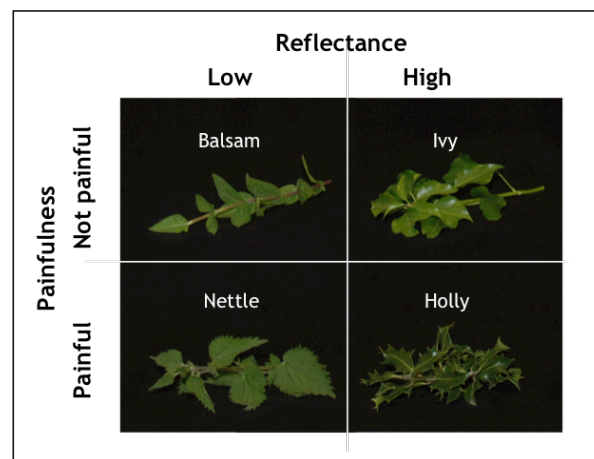 Reflectance
Low High
Painfulness
Not painful
Balsam Ivy
Painful
Nettle Holly